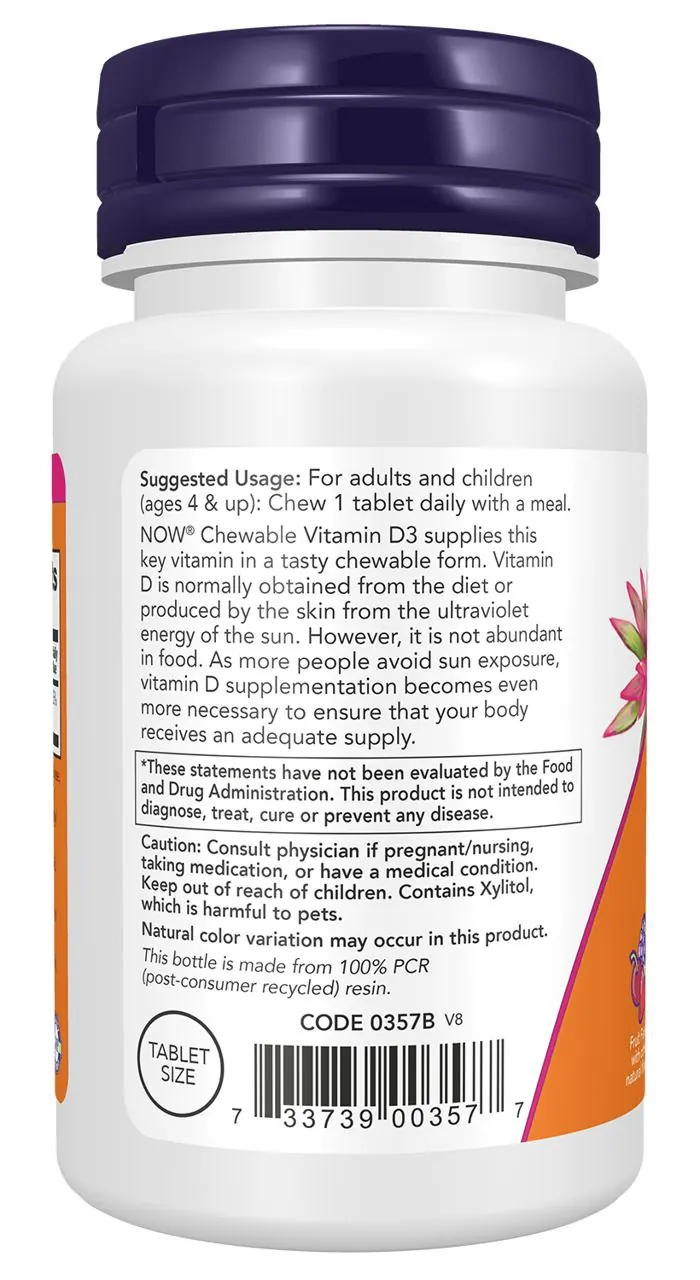 Suggested Usage: For adults and children
(ages 4 & up): Chew 1 tablet daily with a meal.
NOW® Chewable Vitamin D3 supplies this
key vitamin in a tasty chewable form. Vitamin
D is normally obtained from the diet or
produced by the skin from the ultraviolet
energy of the sun. However, it is not abundant
in food. As more people avoid sun exposure,
vitamin D supplementation becomes even
more necessary to ensure that your body
receives an adequate supply.
*These statements have not been evaluated by the Food
and Drug Administration. This product is not intended to
diagnose, treat, cure or prevent any disease.
Caution: Consult physician if pregnant/nursing,
taking medication, or have a medical condition.
Keep out of reach of children. Contains Xylitol,
which is harmful to pets.
Natural color variation may occur in this product.
This bottle is made from 100% PCR
(post-consumer recycled) resin.
CODE 0357B V8
TABLET
SIZE
7 33739 00357 7